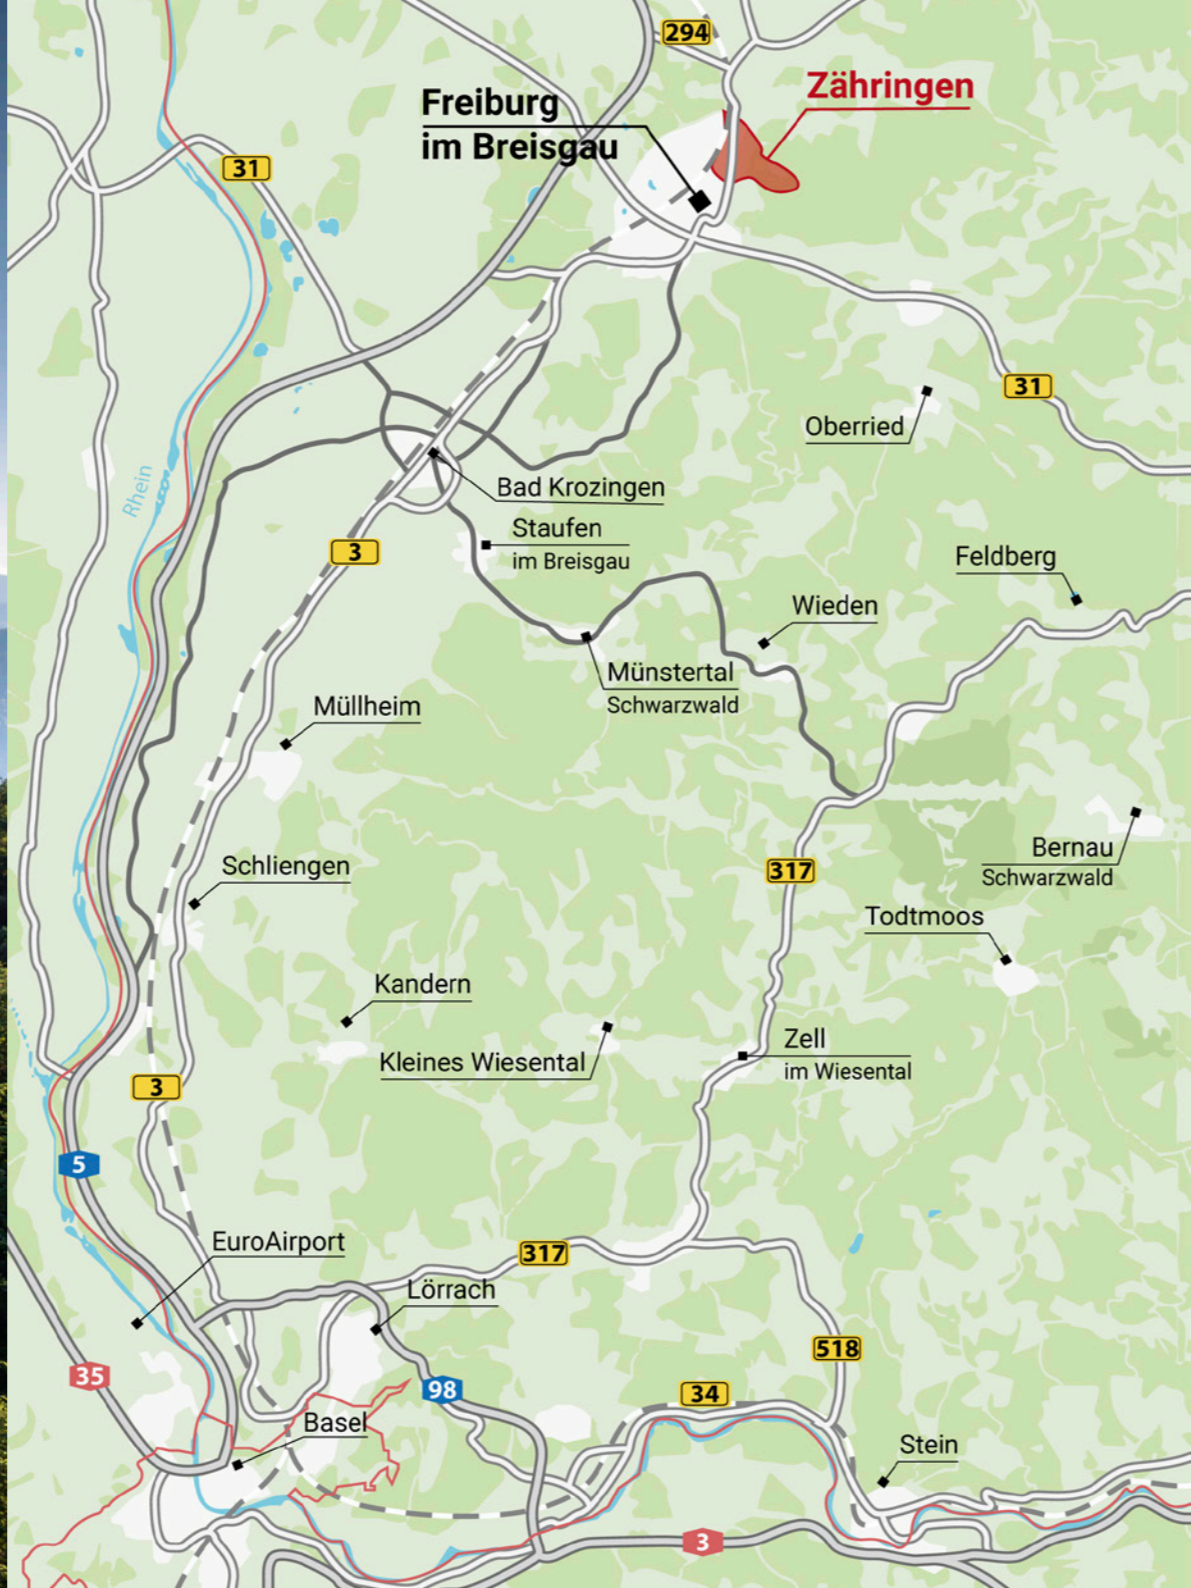 294
Zähringen
Freiburg
im Breisgau
31
31
Oberried
Rhein
Bad Krozingen
Staufen
im Breisgau
3
Feldberg
Wieden
Münstertal
Schwarzwald
Müllheim
Bernau
Schwarzwald
Schliengen
317
Todtmoos
Kandern
Kleines Wiesental
Zell
im Wiesental
3
5
EuroAirport
317
Lörrach
518
35
98
34
Basel
Stein
3